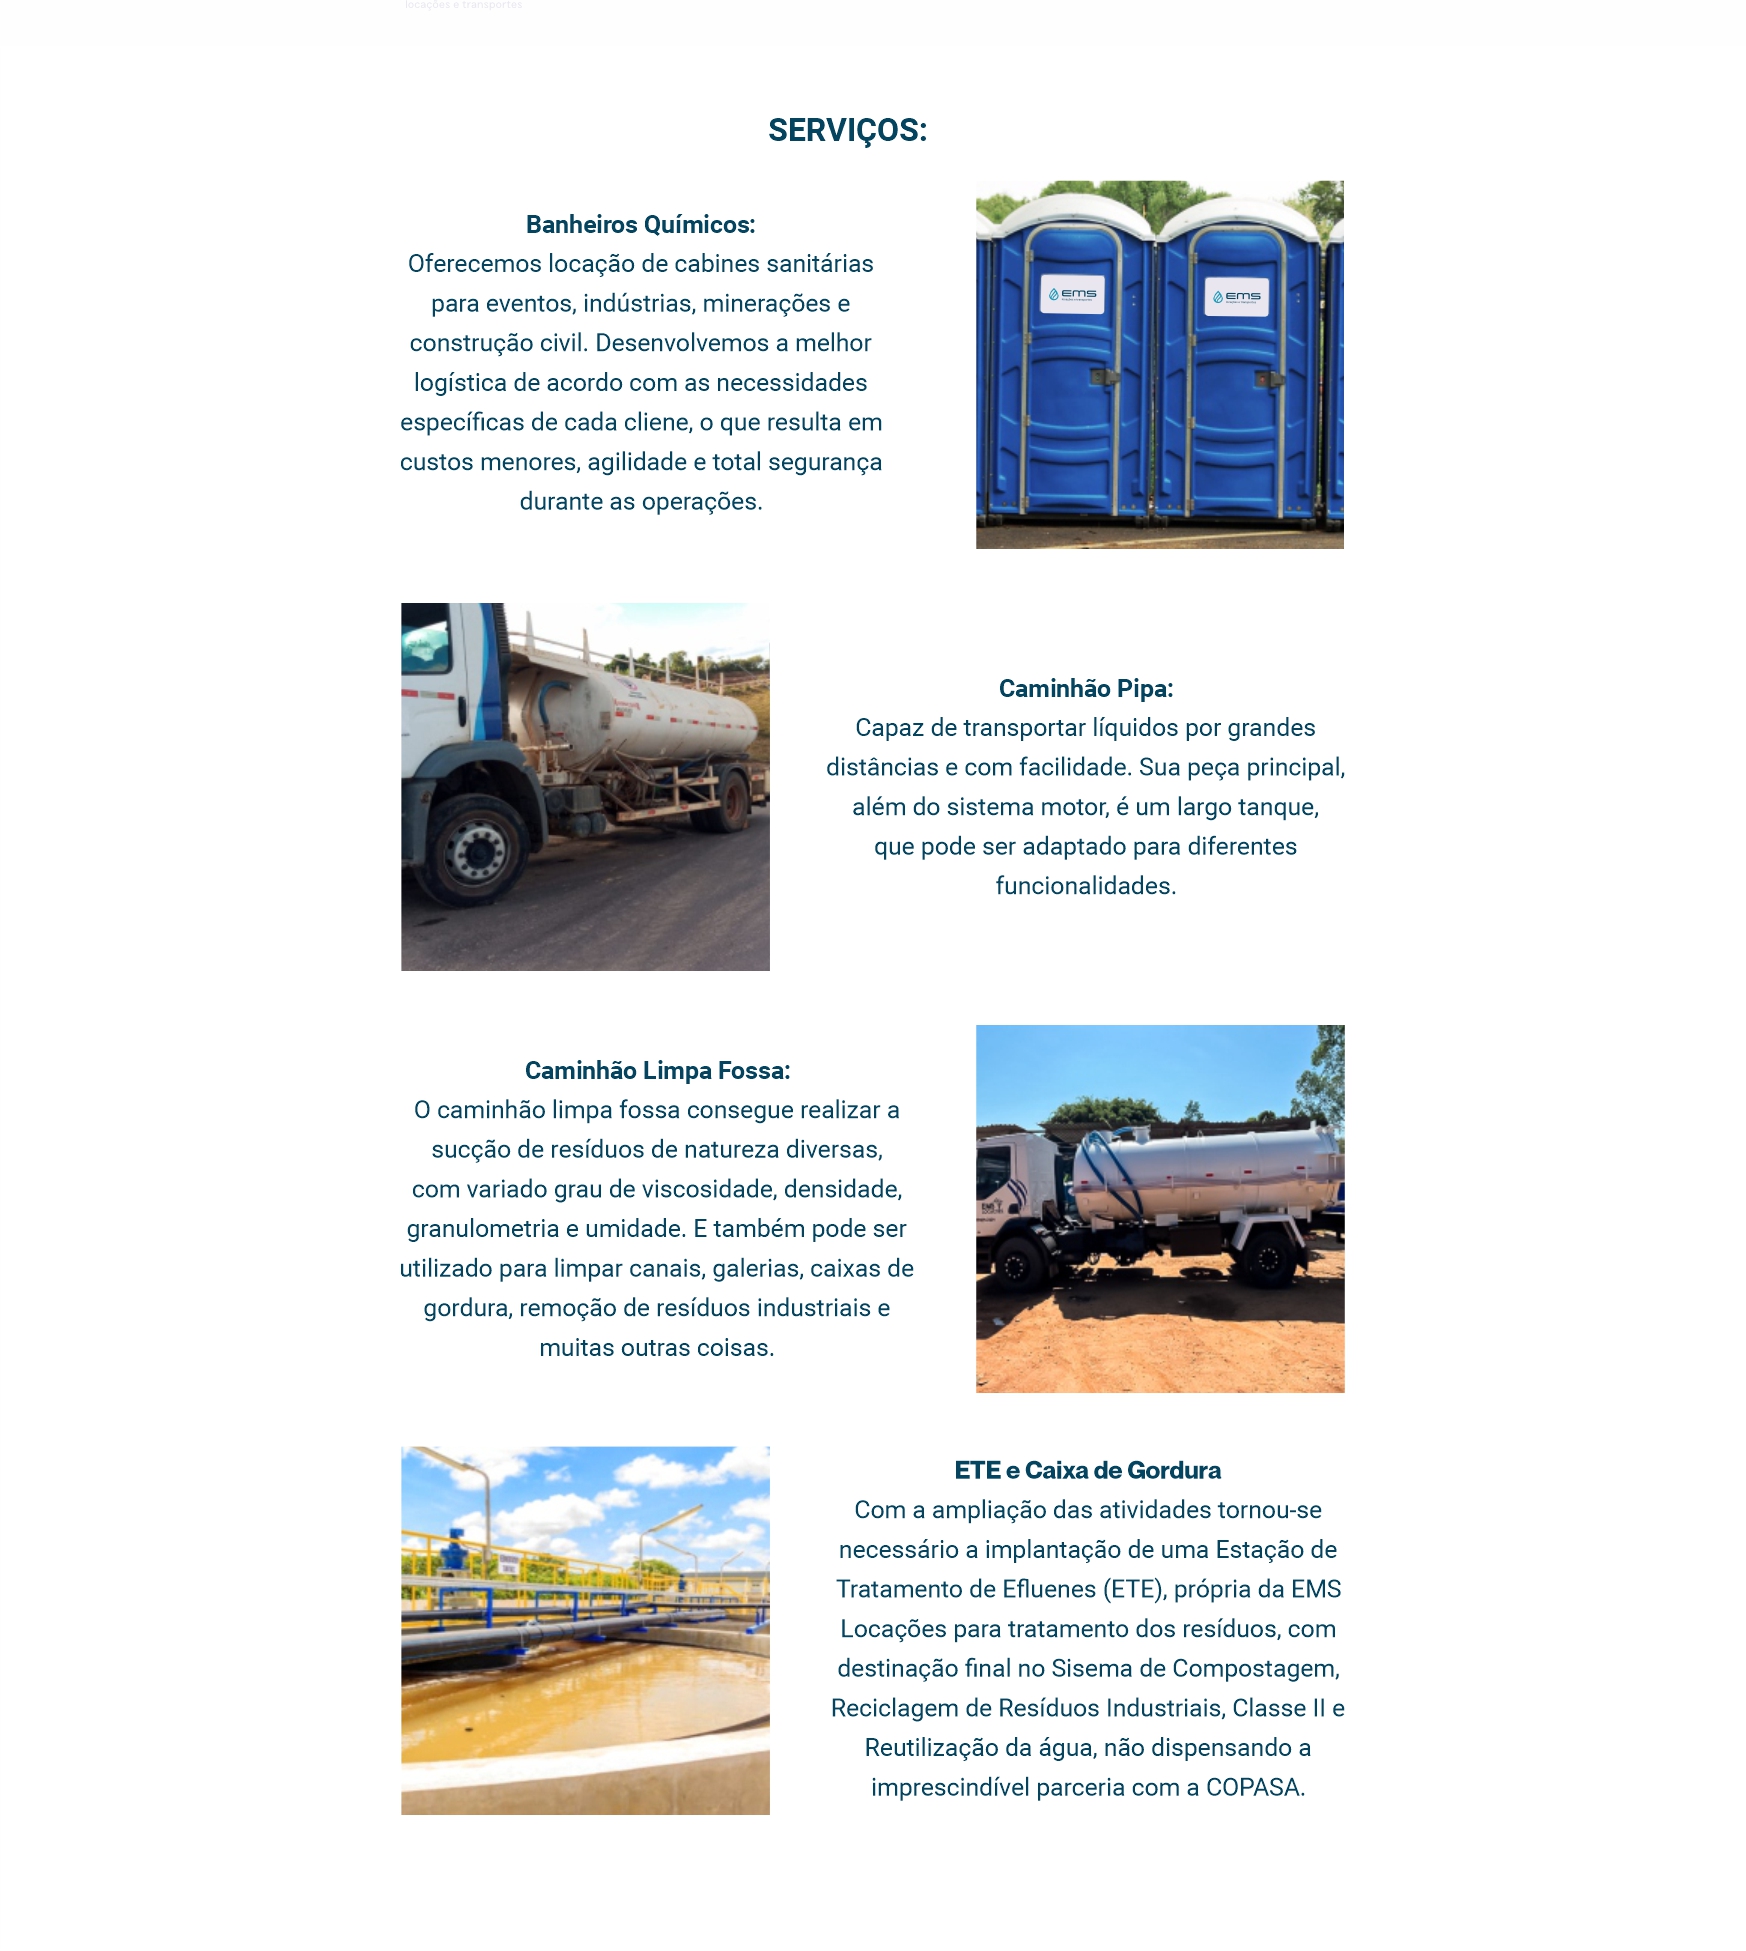 locações e transportes
SERVIÇOS:
Banheiros Químicos:
Oferecemos locação de cabines sanitárias
para eventos, indústrias, minerações e
construção civil. Desenvolvemos a melhor
logística de acordo com as necessidades
específicas de cada cliene, o que resulta em
custos menores, agilidade e total segurança
durante as operações.
EMS
EMS
Caminhão Pipa:
Capaz de transportar líquidos por grandes
distâncias e com facilidade. Sua peça principal,
além do sistema motor, é um largo tanque,
que pode ser adaptado para diferentes
funcionalidades.
Caminhão Limpa Fossa:
O caminhão limpa fossa consegue realizar a
sucção de resíduos de natureza diversas,
com variado grau de viscosidade, densidade,
granulometria e umidade. E também pode ser
utilizado para limpar canais, galerias, caixas de
gordura, remoção de resíduos industriais e
muitas outras coisas.
ETE e Caixa de Gordura
Com a ampliação das atividades tornou-se
necessário a implantação de uma Estação de
Tratamento de Efluenes (ETE), própria da EMS
Locações para tratamento dos resíduos, com
destinação final no Sisema de Compostagem,
Reciclagem de Resíduos Industriais, Classe II e
Reutilização da água, não dispensando a
imprescindível parceria com a COPASA.